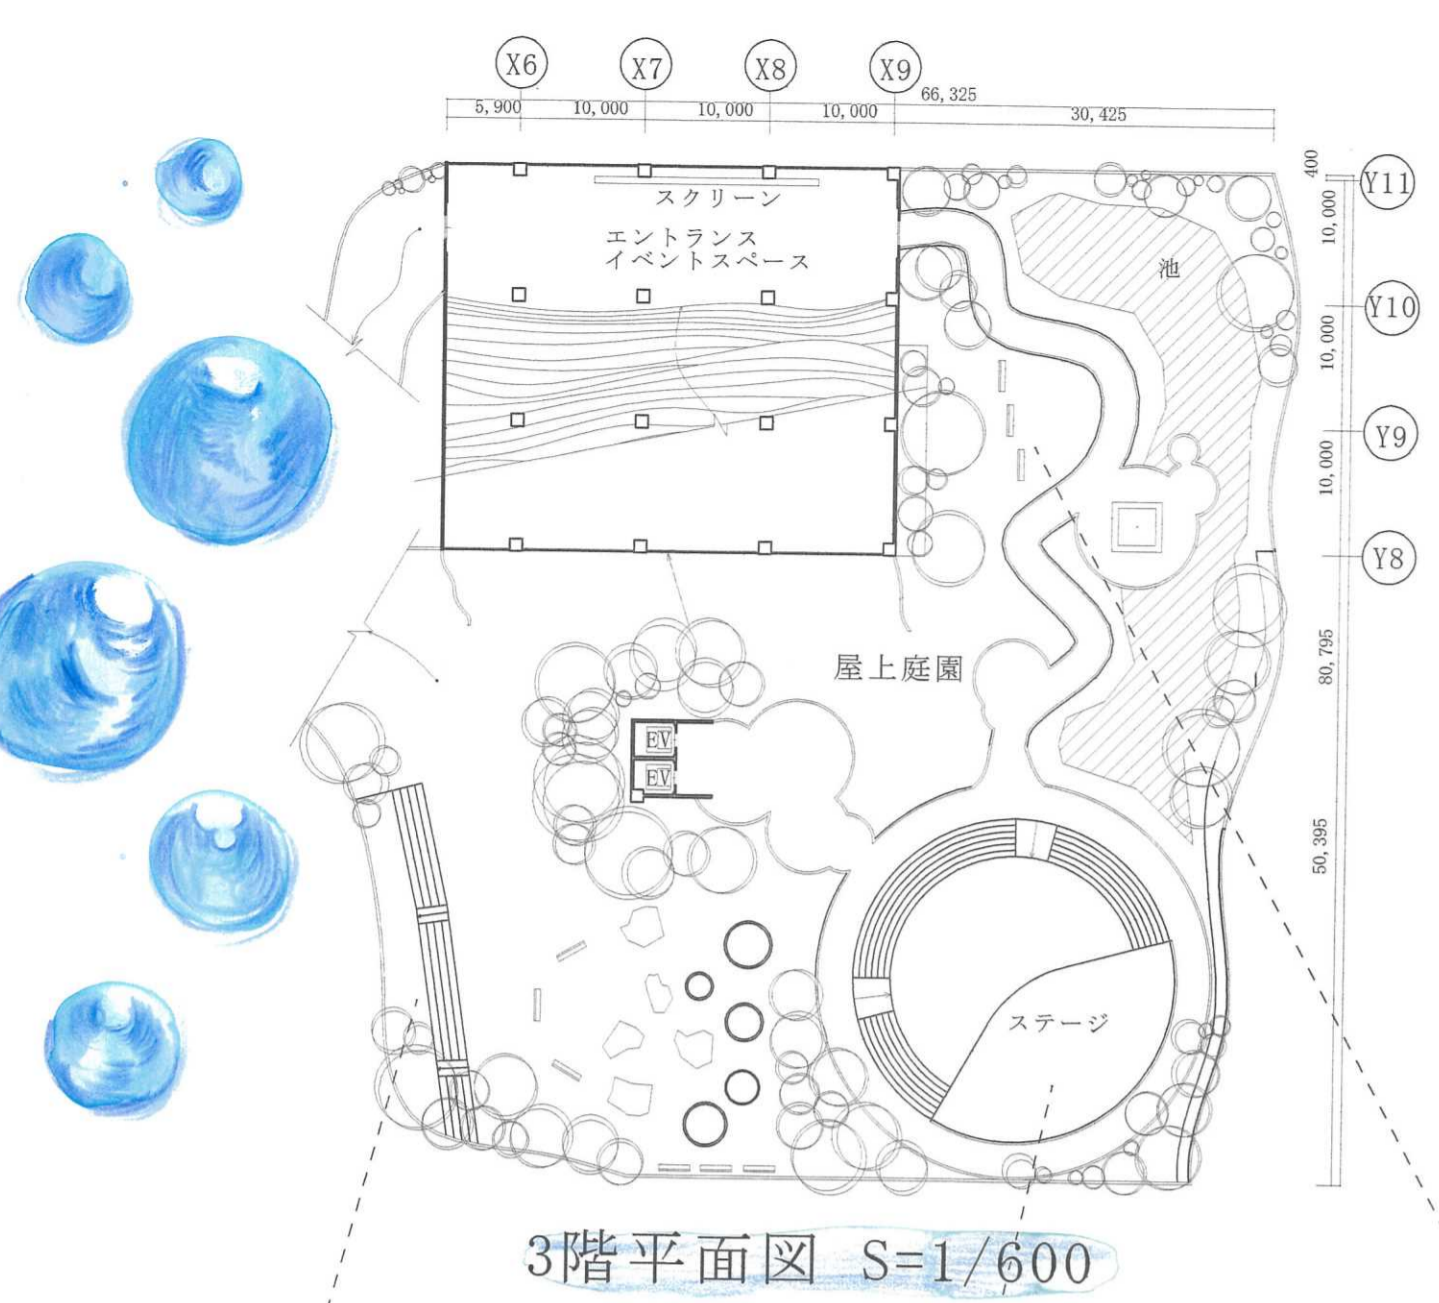 X6 X7 X8 X9
66,325
5,900 10,000 10,000 10,000 30,425
400
Y11
10,000
スクリーン
エントランス
イベントスペース
池
Y10
10,000
Y9
10,000
Y8
屋上庭園
80,795
EV
EV
50,395
ステージ
3階平面図 S=1/600